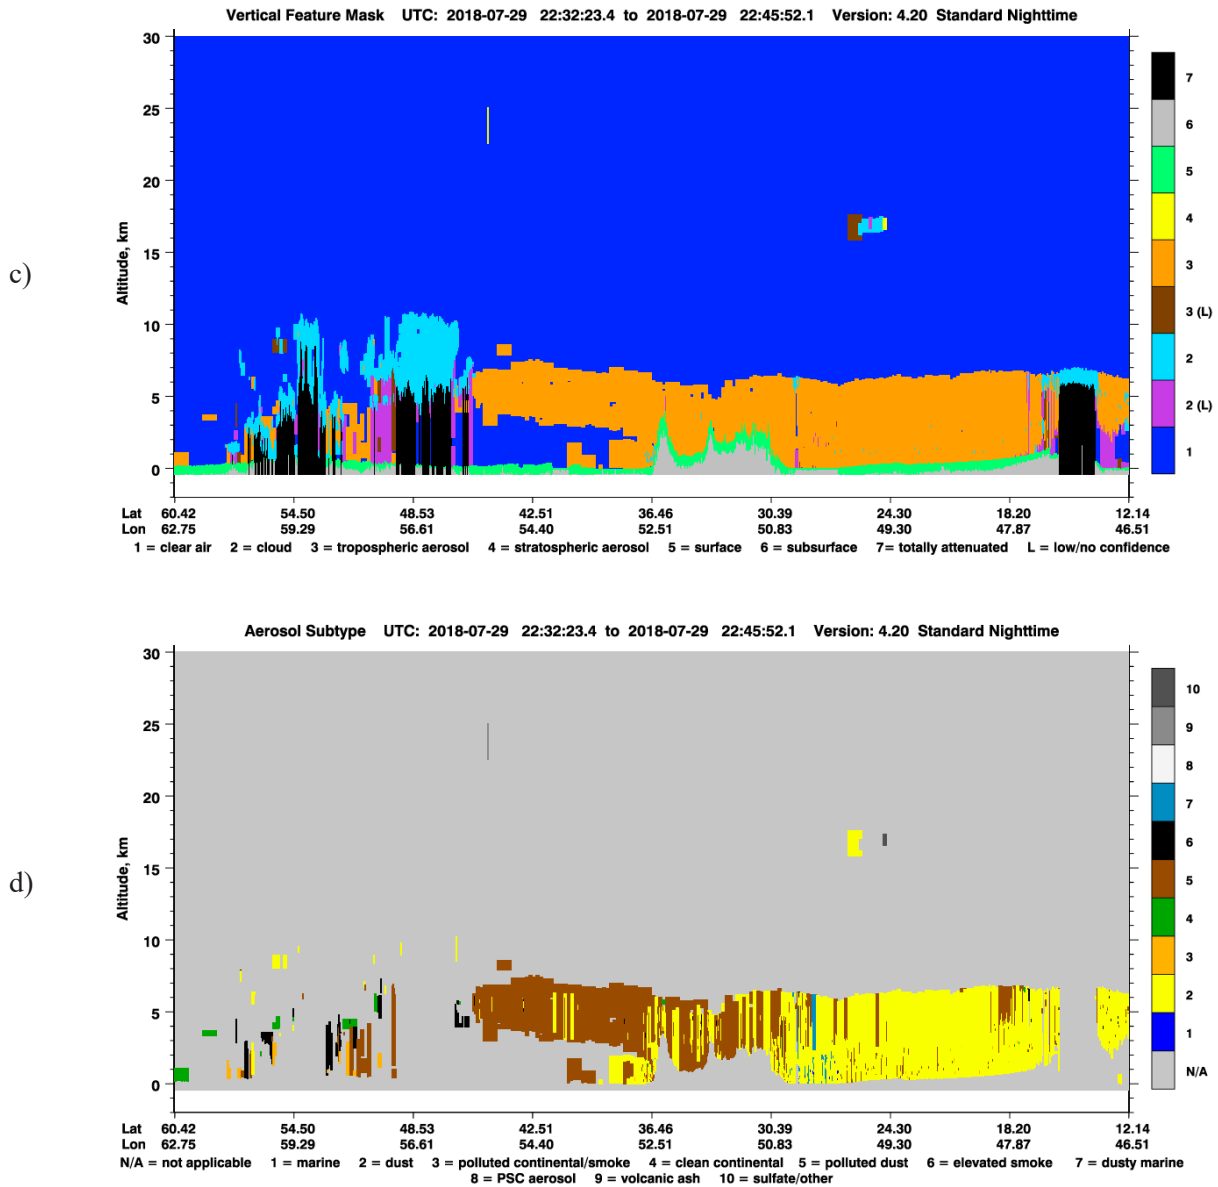 Vertical Feature Mask UTC: 2018-07-29 22:32:23.4 to 2018-07-29 22:45:52.1 Version: 4.20 Standard Nighttime
c)
Altitude, km
30
25
20
15
10
5
0
7
6
5
4
3
3 (L)
2
2 (L)
1
Lat 60.42 54.50 48.53 42.51 36.46 30.39 24.30 18.20 12.14
Lon 62.75 59.29 56.61 54.40 52.51 50.83 49.30 47.87 46.51
1 = clear air 2 = cloud 3 = tropospheric aerosol 4 = stratospheric aerosol 5 = surface 6 = subsurface 7= totally attenuated L = low/no confidence
Aerosol Subtype UTC: 2018-07-29 22:32:23.4 to 2018-07-29 22:45:52.1 Version: 4.20 Standard Nighttime
d)
Altitude, km
30
25
20
15
10
5
0
10
9
8
7
6
5
4
3
2
1
N/A
Lat 60.42 54.50 48.53 42.51 36.46 30.39 24.30 18.20 12.14
Lon 62.75 59.29 56.61 54.40 52.51 50.83 49.30 47.87 46.51
N/A = not applicable 1 = marine 2 = dust 3 = polluted continental/smoke 4 = clean continental 5 = polluted dust 6 = elevated smoke 7 = dusty marine
8 = PSC aerosol 9 = volcanic ash 10 = sulfate/other